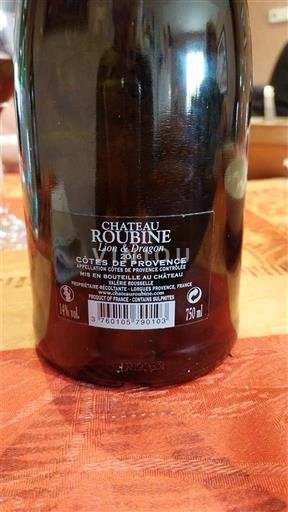 CHATEAU
ROUBINE
Lion & Dragon
2016
CÔTES DE PROVENCE
APPELLATION CÔTES DE PROVENCE CONTRÔLÉE
MIS EN BOUTEILLE AU CHÂTEAU
VALÉRIE ROUSSELLE
PROPRIÉTAIRE-RÉCOLTANTE - LORGUES PROVENCE, FRANCE
www.chateauroubine.com
PRODUCT OF FRANCE - CONTAINS SULPHITES
14% vol.
750 ml
3 760105 790103